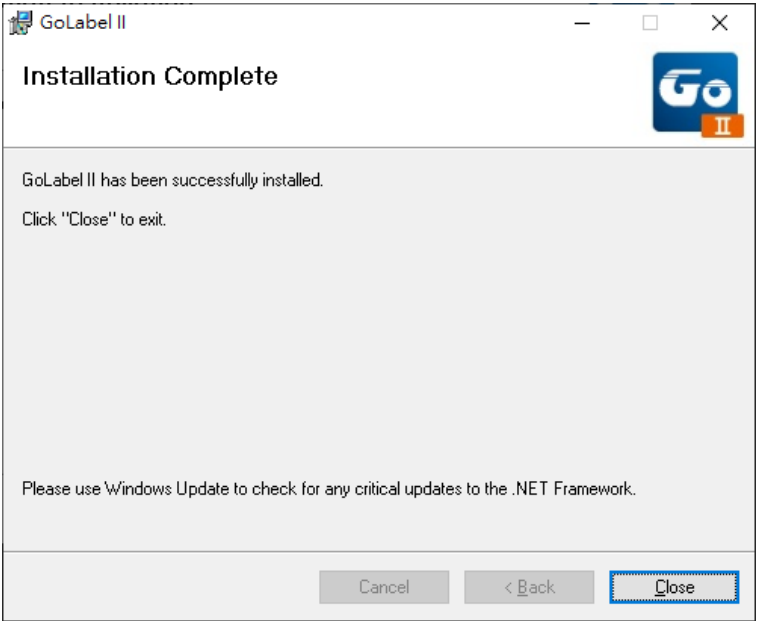 GoLabel II
Installation Complete
Go
II
GoLabel II has been successfully installed.
Click "Close" to exit.
Please use Windows Update to check for any critical updates to the .NET Framework.
Cancel
< Back
Close